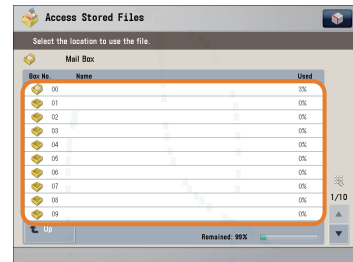 Access Stored Files
Select the location to use the file.
Mail Box
Box No. Name Used
00 3%
01 0%
02 0%
03 0%
04 0%
05 0%
06 0%
07 0%
08 0%
09 0%
1/10
Up
Remained: 99%